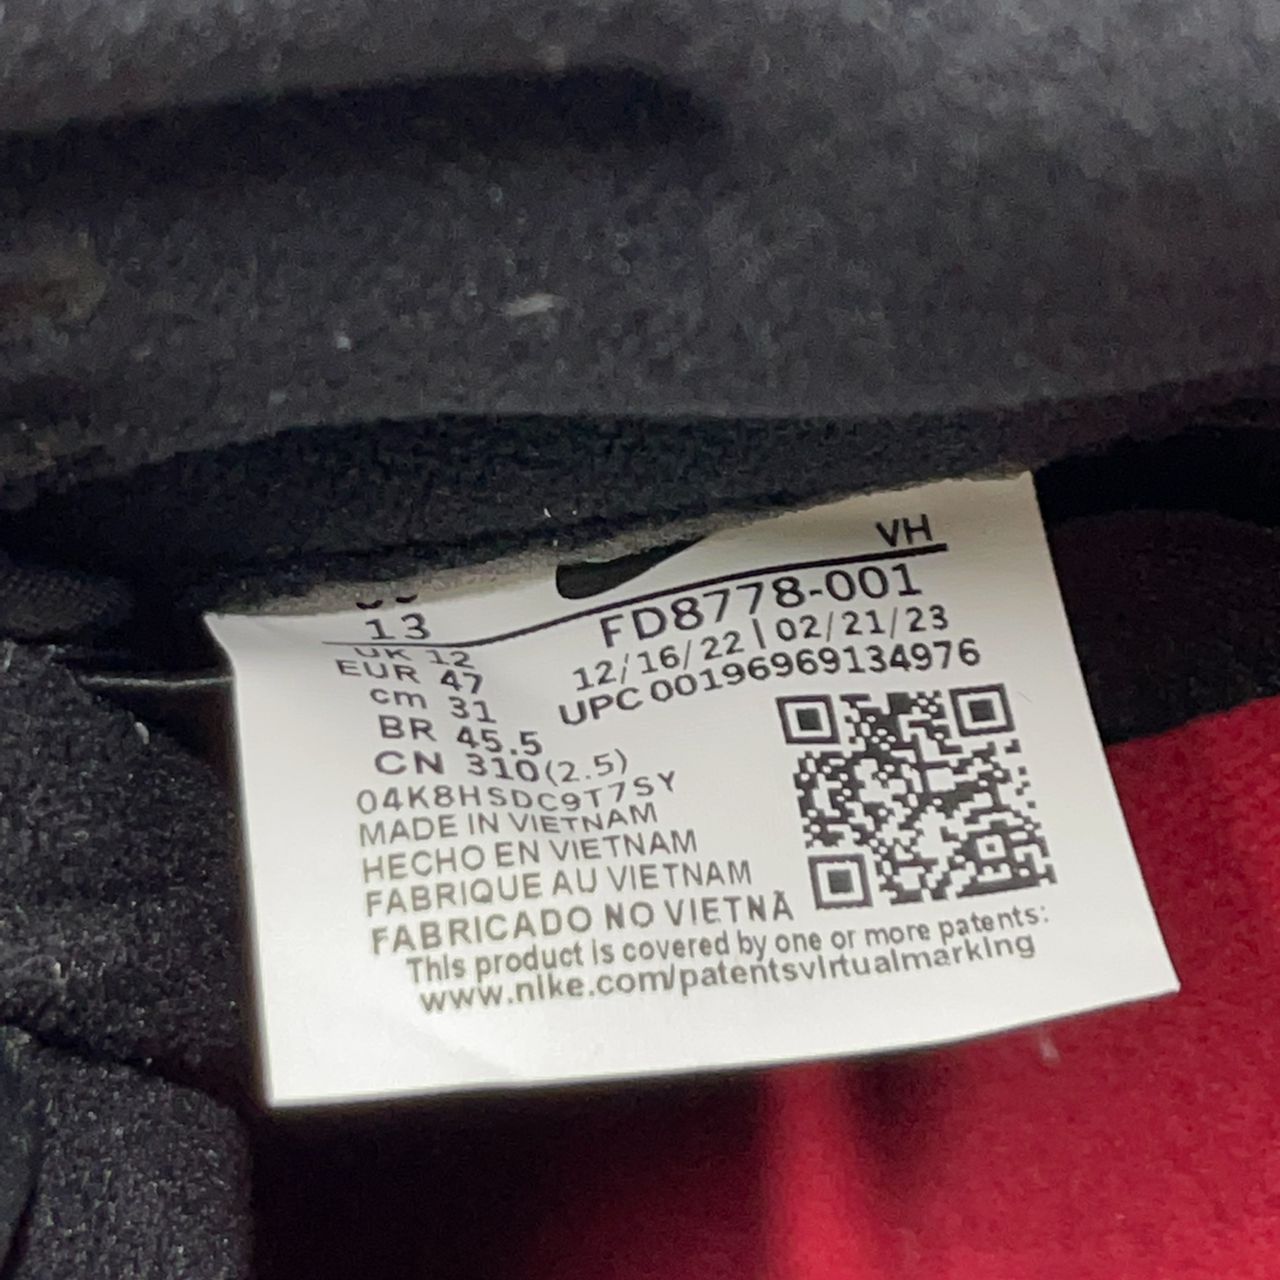 VH
13
FD8778-001
UK 12
12/16/22 | 02/21/23
EUR 47
UPC 00196969134976
cm 31
BR 45.5
CN 310(2.5)
04K8HSDC9T7SY
MADE IN VIETNAM
HECHO EN VIETNAM
FABRIQUE AU VIETNAM
FABRICADO NO VIETNÃ
This product is covered by one or more patents:
www.nike.com/patentsvirtualmarking